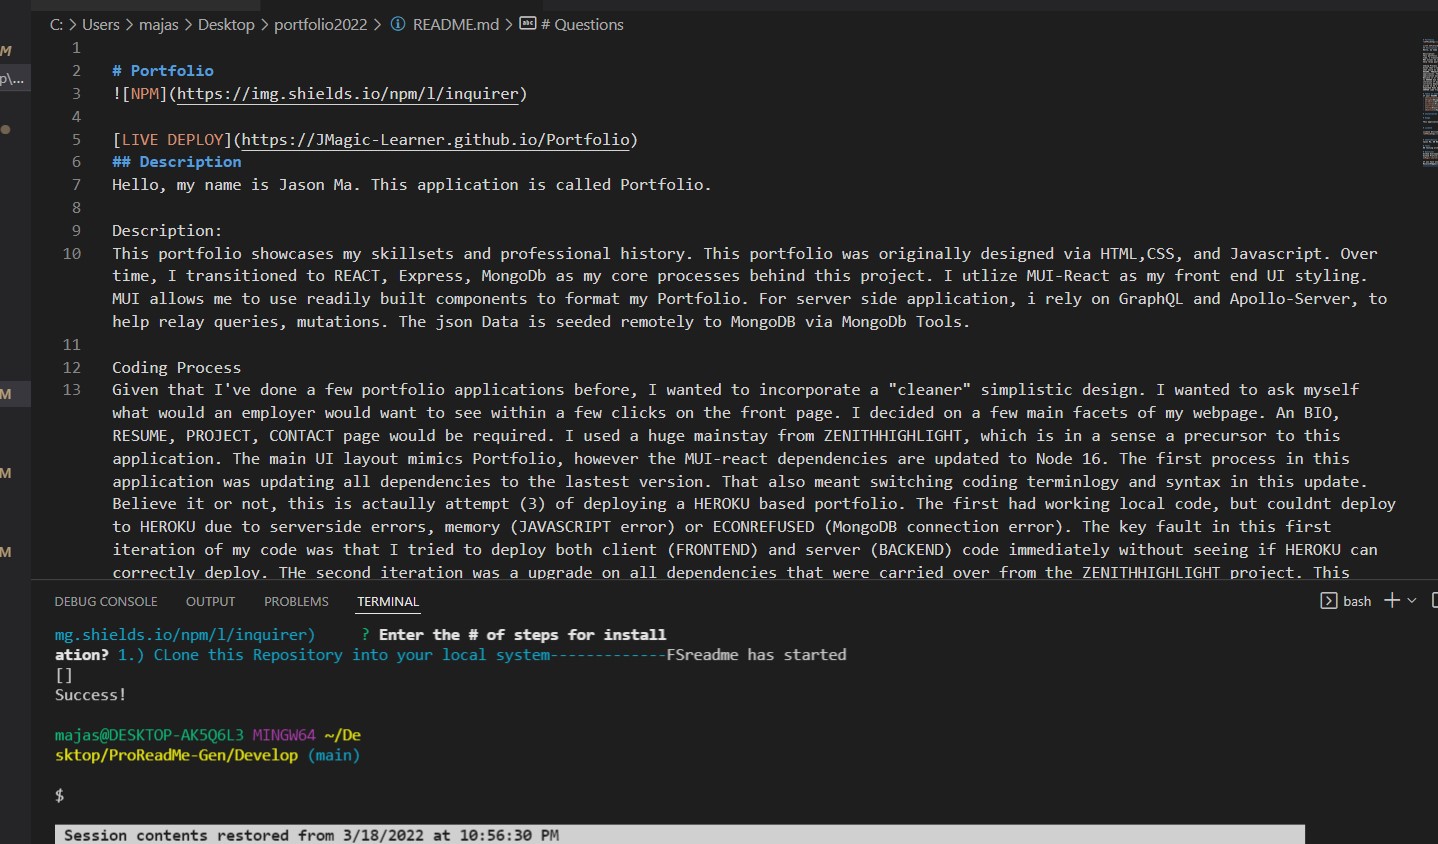 C: > Users > majas > Desktop > portfolio2022 > README.md > # Questions
M
p\...
M
M
M
1
2 # Portfolio
3 ![NPM](https://img.shields.io/npm/l/inquirer)
4
5 [LIVE DEPLOY](https://JMagic-Learner.github.io/Portfolio)
6 ## Description
7 Hello, my name is Jason Ma. This application is called Portfolio.
8
9 Description:
10 This portfolio showcases my skillsets and professional history. This portfolio was originally designed via HTML,CSS, and Javascript. Over
time, I transitioned to REACT, Express, MongoDb as my core processes behind this project. I utlize MUI-React as my front end UI styling.
MUI allows me to use readily built components to format my Portfolio. For server side application, i rely on GraphQL and Apollo-Server, to
help relay queries, mutations. The json Data is seeded remotely to MongoDB via MongoDb Tools.
11
12 Coding Process
13 Given that I've done a few portfolio applications before, I wanted to incorporate a "cleaner" simplistic design. I wanted to ask myself
what would an employer would want to see within a few clicks on the front page. I decided on a few main facets of my webpage. An BIO,
RESUME, PROJECT, CONTACT page would be required. I used a huge mainstay from ZENITHHIGHLIGHT, which is in a sense a precursor to this
application. The main UI layout mimics Portfolio, however the MUI-react dependencies are updated to Node 16. The first process in this
application was updating all dependencies to the lastest version. That also meant switching coding terminlogy and syntax in this update.
Believe it or not, this is actaully attempt (3) of deploying a HEROKU based portfolio. The first had working local code, but couldnt deploy
to HEROKU due to serverside errors, memory (JAVASCRIPT error) or ECONREFUSED (MongoDB connection error). The key fault in this first
iteration of my code was that I tried to deploy both client (FRONTEND) and server (BACKEND) code immediately without seeing if HEROKU can
correctly deploy. THe second iteration was a upgrade on all dependencies that were carried over from the ZENITHHIGHLIGHT project. This
DEBUG CONSOLE OUTPUT PROBLEMS TERMINAL bash
mg.shields.io/npm/l/inquirer) ? Enter the # of steps for install
ation? 1.) CLone this Repository into your local system-------------FSreadme has started
[]
Success!
majas@DESKTOP-AK5Q6L3 MINGW64 ~/De
sktop/ProReadMe-Gen/Develop (main)
$
Session contents restored from 3/18/2022 at 10:56:30 PM